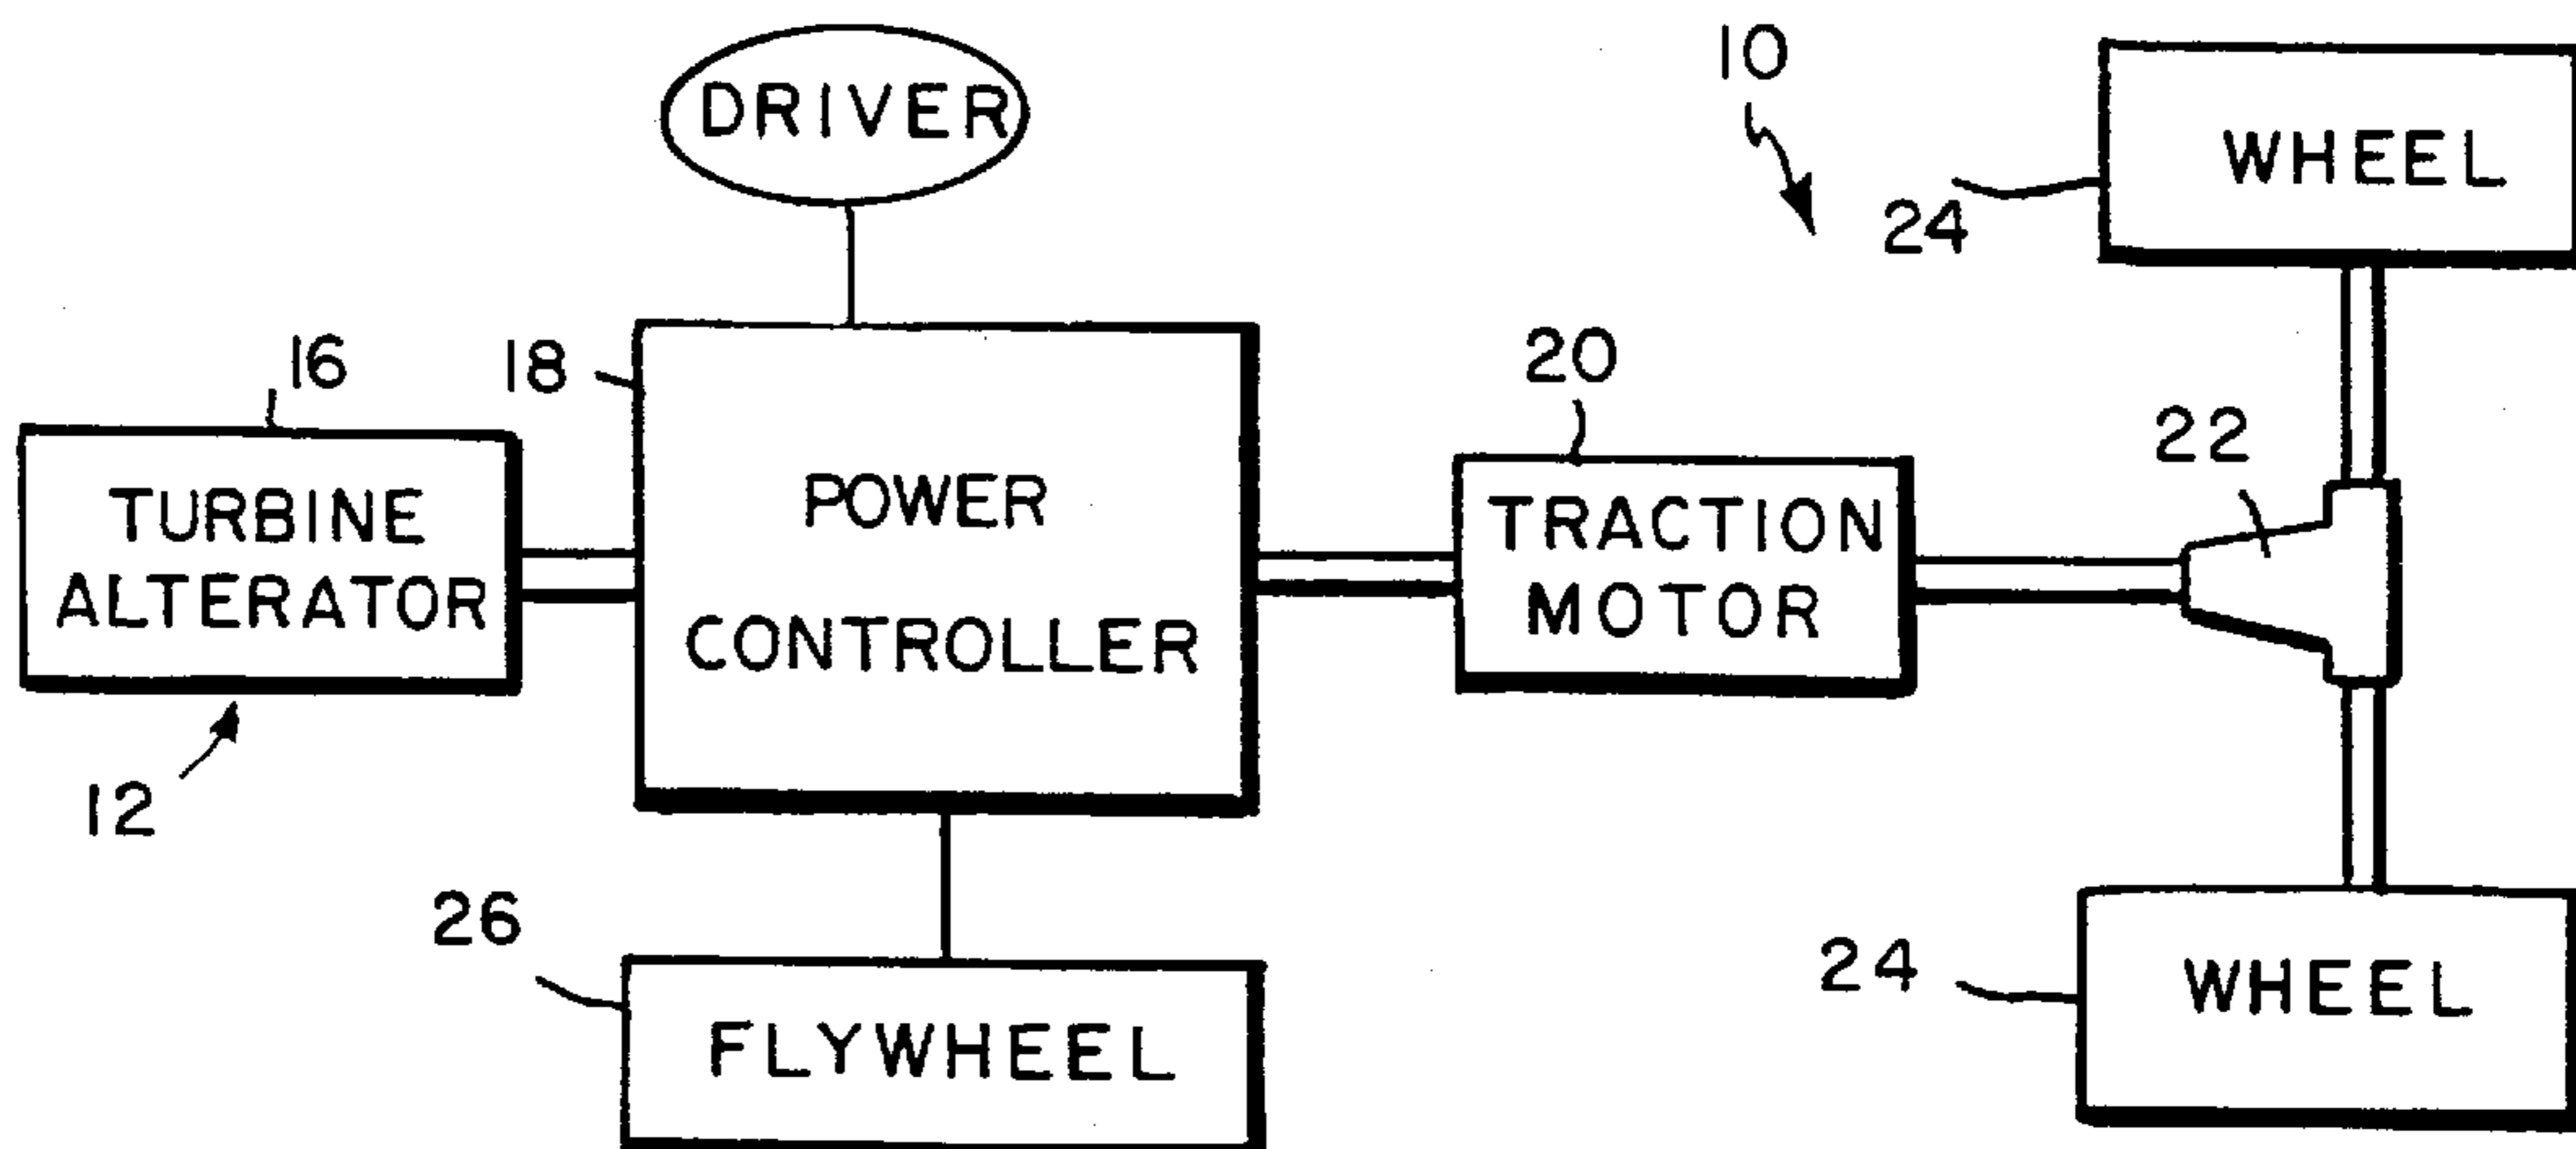 DRIVER
10
WHEEL
24
16
18
20
22
TURBINE
ALTERATOR
POWER
CONTROLLER
TRACTION
MOTOR
12
26
FLYWHEEL
24
WHEEL